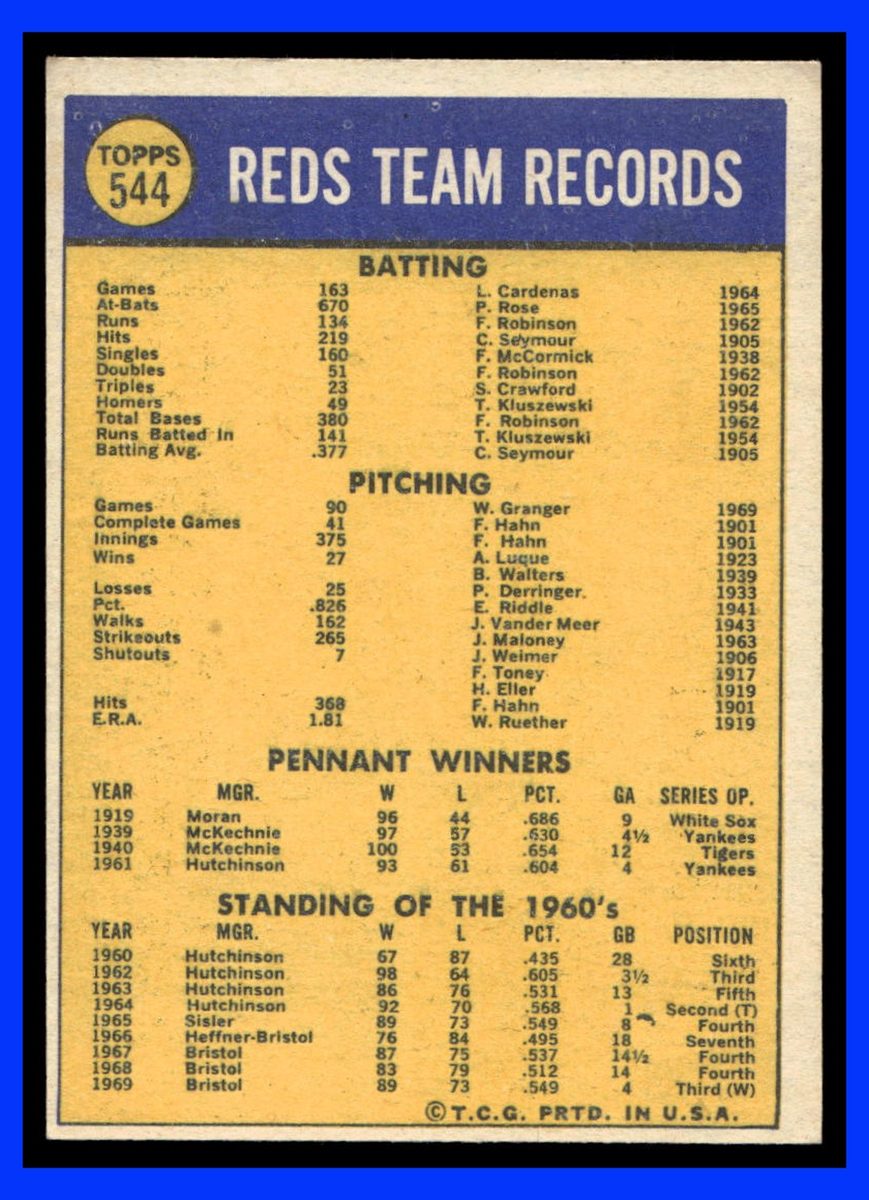 TOPPS
544
REDS TEAM RECORDS
BATTING
Games 163 L. Cardenas 1964
At-Bats 670 P. Rose 1965
Runs 134 F. Robinson 1962
Hits 219 C. Seymour 1905
Singles 160 F. McCormick 1938
Doubles 51 F. Robinson 1962
Triples 23 S. Crawford 1902
Homers 49 T. Kluszewski 1954
Total Bases 380 F. Robinson 1962
Runs Batted In 141 T. Kluszewski 1954
Batting Avg. .377 C. Seymour 1905
PITCHING
Games 90 W. Granger 1969
Complete Games 41 F. Hahn 1901
Innings 375 F. Hahn 1901
Wins 27 A. Luque 1923
B. Walters 1939
Losses 25 P. Derringer 1933
Pct. .826 E. Riddle 1941
Walks 162 J. Vander Meer 1943
Strikeouts 265 J. Maloney 1963
Shutouts 7 J. Weimer 1906
F. Toney 1917
H. Eller 1919
Hits 368 F. Hahn 1901
E.R.A. 1.81 W. Ruether 1919
PENNANT WINNERS
YEAR MGR. W L PCT. GA SERIES OP.
1919 Moran 96 44 .686 9 White Sox
1939 McKechnie 97 57 .630 4½ Yankees
1940 McKechnie 100 53 .654 12 Tigers
1961 Hutchinson 93 61 .604 4 Yankees
STANDING OF THE 1960's
YEAR MGR. W L PCT. GB POSITION
1960 Hutchinson 67 87 .435 28 Sixth
1962 Hutchinson 98 64 .605 3½ Third
1963 Hutchinson 86 76 .531 13 Fifth
1964 Hutchinson 92 70 .568 1 Second (T)
1965 Sisler 89 73 .549 8 Fourth
1966 Heffner-Bristol 76 84 .495 18 Seventh
1967 Bristol 87 75 .537 14½ Fourth
1968 Bristol 83 79 .512 14 Fourth
1969 Bristol 89 73 .549 4 Third (W)
© T.C.G. PRTD. IN U.S.A.